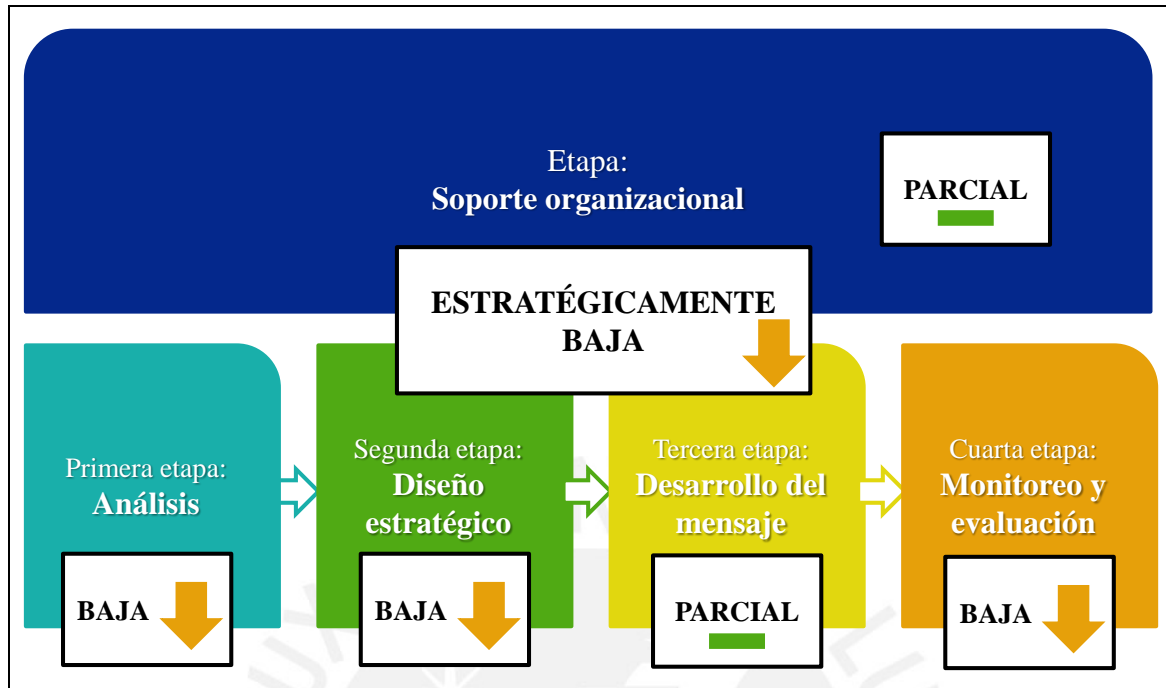 Etapa:
Soporte organizacional
PARCIAL
ESTRATÉGICAMENTE
BAJA
Primera etapa:
Análisis
BAJA
Segunda etapa:
Diseño
estratégico
BAJA
Tercera etapa:
Desarrollo del
mensaje
PARCIAL
Cuarta etapa:
Monitoreo y
evaluación
BAJA